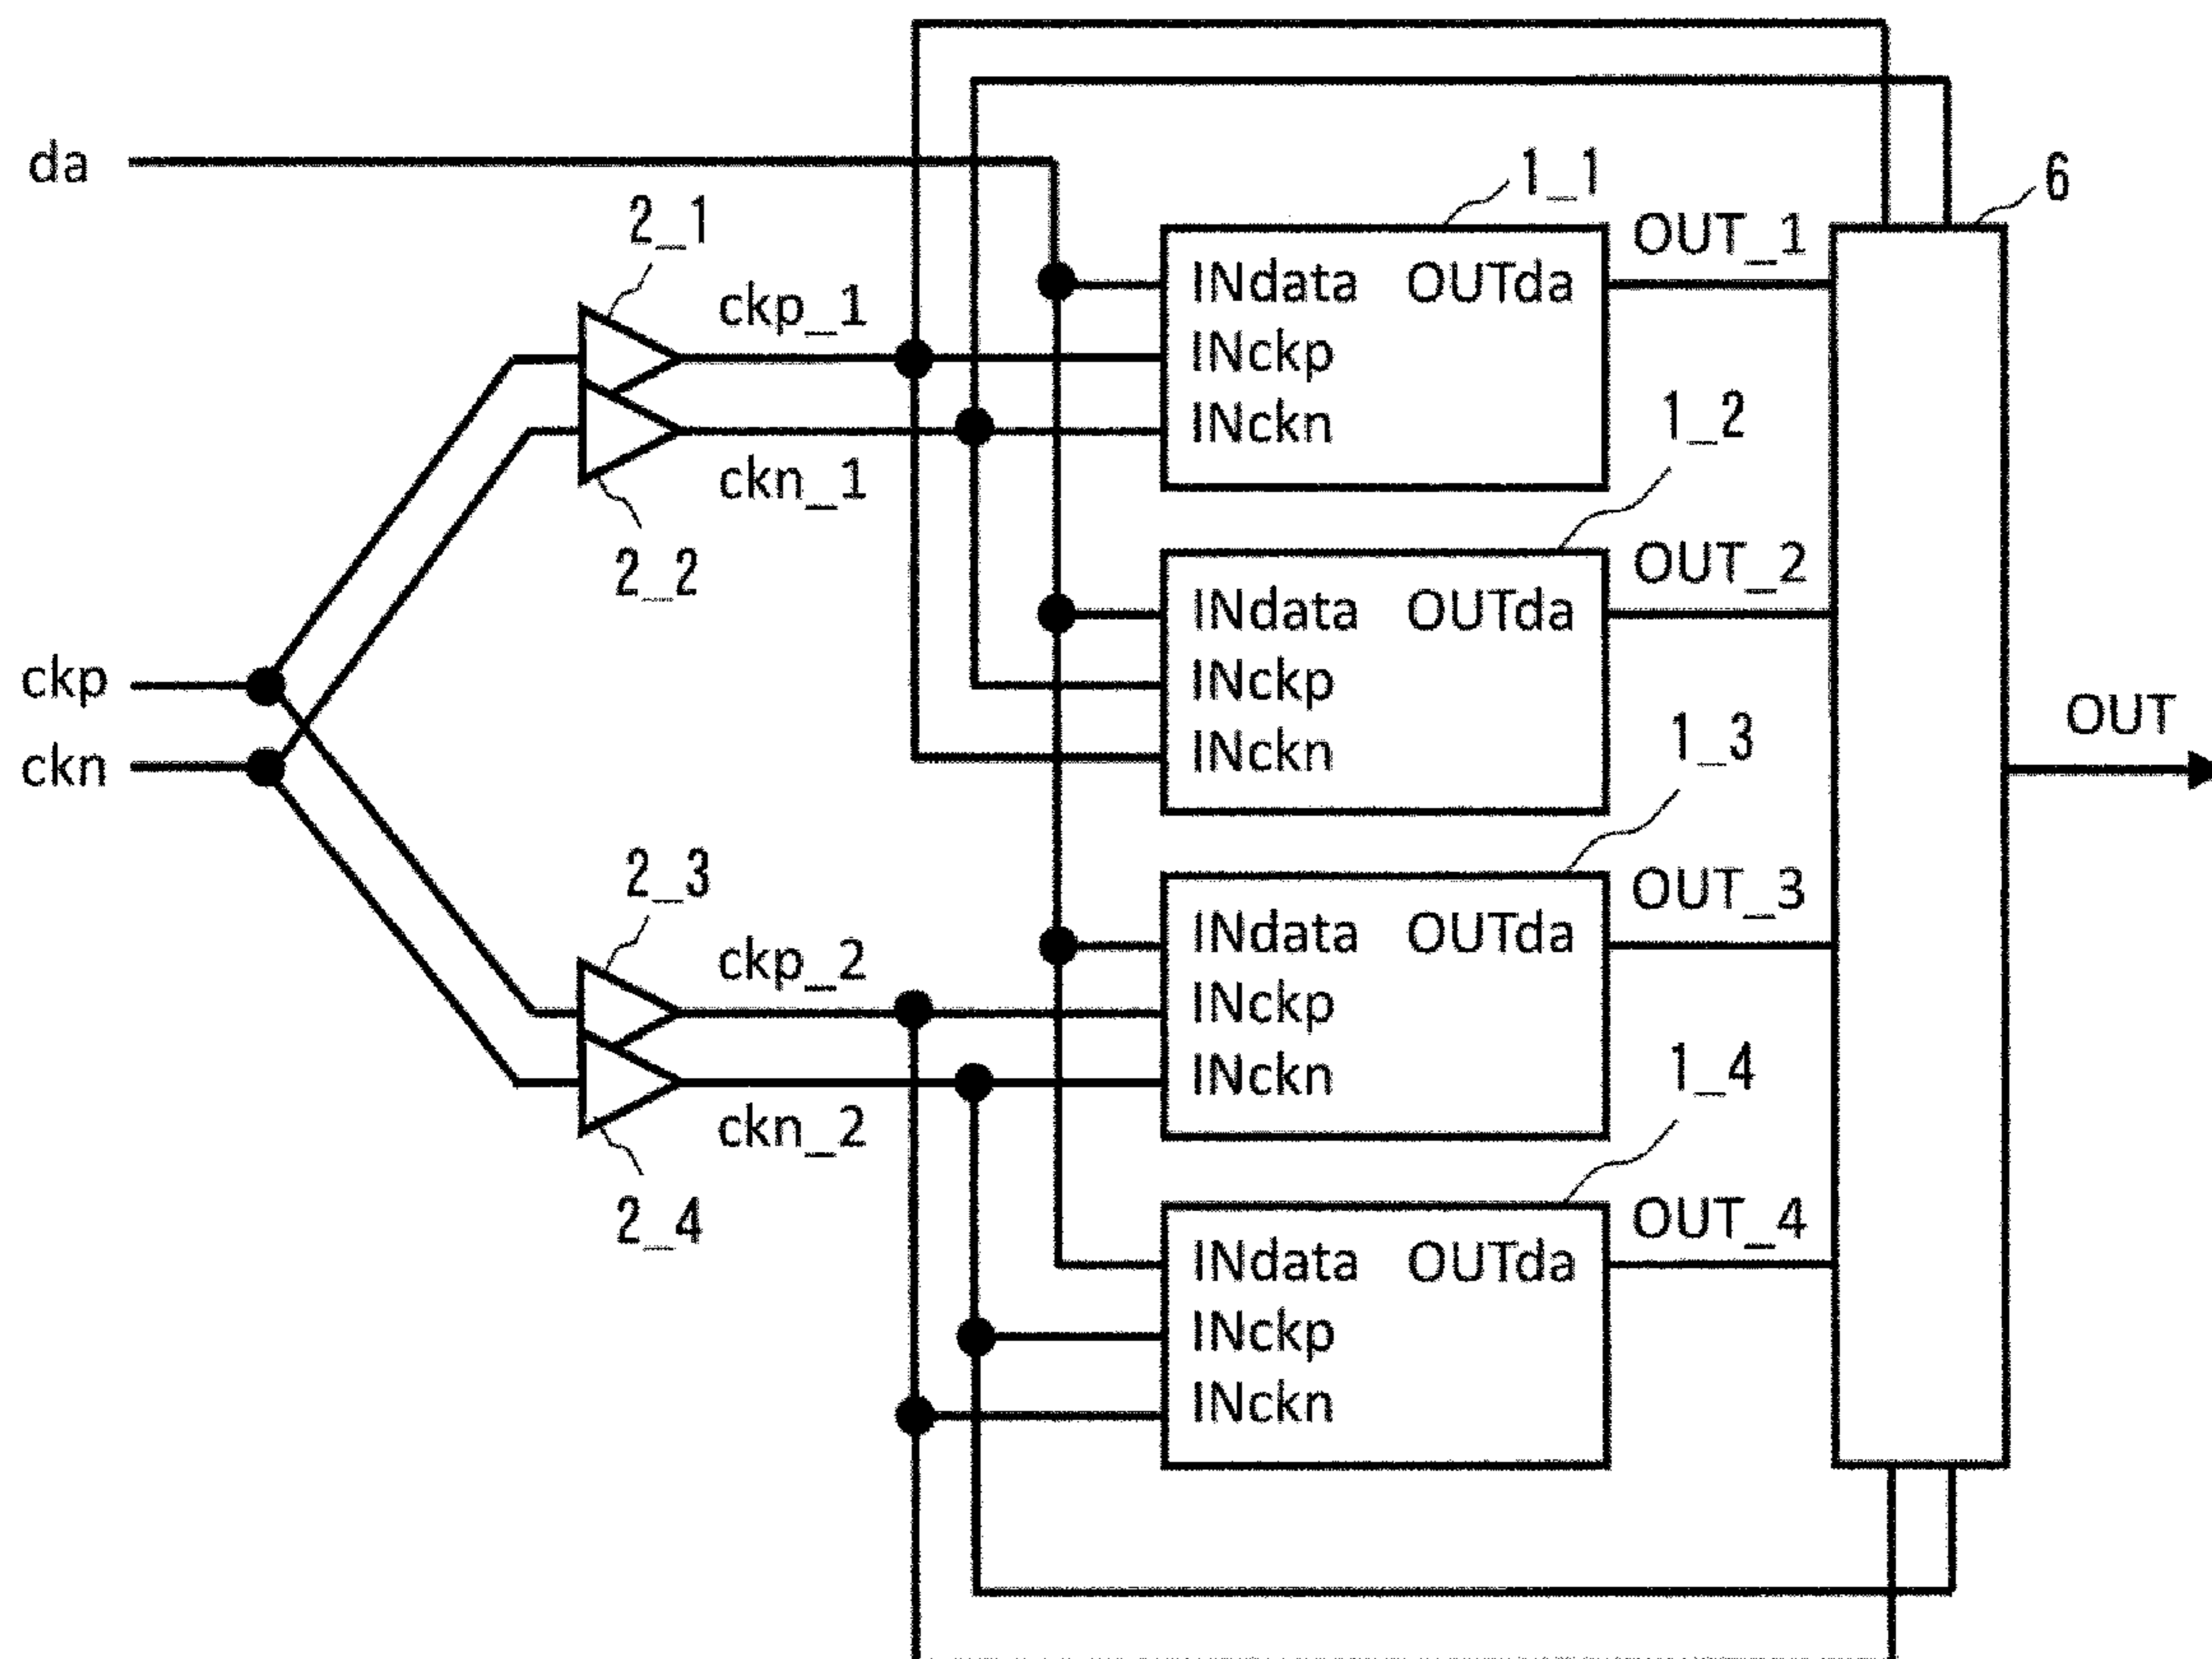 da
ckp
ckn
2_1
2_2
ckp_1
ckn_1
2_3
2_4
ckp_2
ckn_2
1_1
INdata OUTda
INckp
INckn
OUT_1
1_2
INdata OUTda
INckp
INckn
OUT_2
1_3
INdata OUTda
INckp
INckn
OUT_3
1_4
INdata OUTda
INckp
INckn
OUT_4
6
OUT